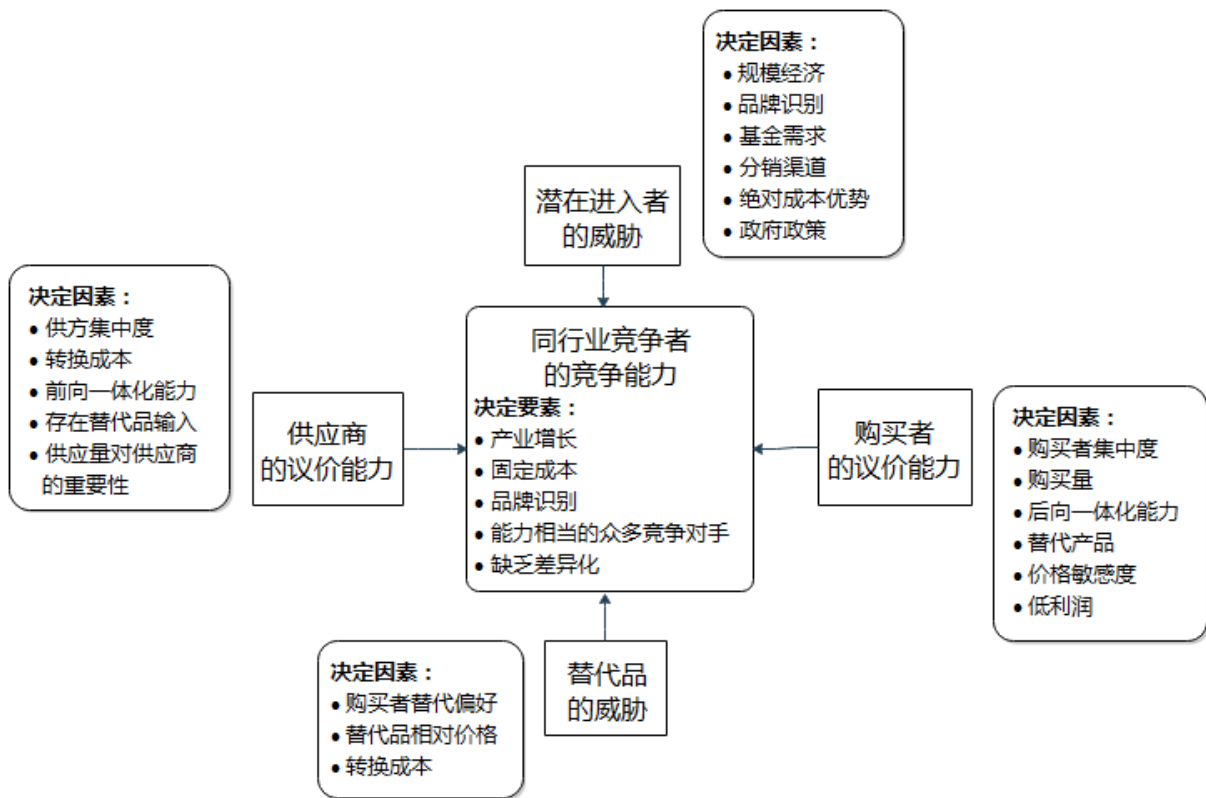 决定因素：
● 规模经济
● 品牌识别
● 基金需求
● 分销渠道
● 绝对成本优势
● 政府政策
潜在进入者
的威胁
决定因素：
● 供方集中度
● 转换成本
● 前向一体化能力
● 存在替代品输入
● 供应量对供应商
的重要性
供应商
的议价能力
同行业竞争者
的竞争能力
决定要素：
● 产业增长
● 固定成本
● 品牌识别
● 能力相当的众多竞争对手
● 缺乏差异化
购买者
的议价能力
决定因素：
● 购买者集中度
● 购买量
● 后向一体化能力
● 替代产品
● 价格敏感度
● 低利润
决定因素：
● 购买者替代偏好
● 替代品相对价格
● 转换成本
替代品
的威胁